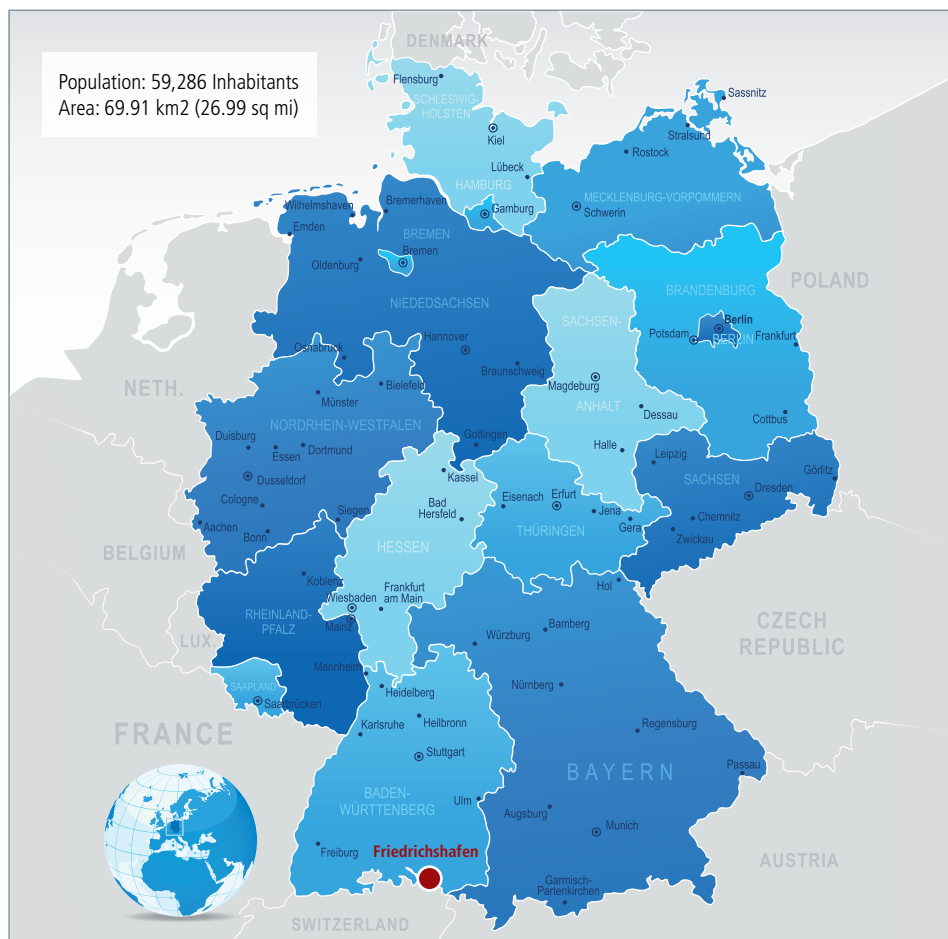 DENMARK
Population: 59,286 Inhabitants
Area: 69.91 km2 (26.99 sq mi)
Flensburg
SCHLESWIG-
HOLSTEN
Kiel
Lübeck
HAMBURG
Gamburg
Sassnitz
Stralsund
Rostock
MECKLENBURG-VORPOMMERN
Schwerin
Wilhelmshaven
Bremerhaven
Emden
BREMEN
Bremen
Oldenburg
NIEDEDSACHSEN
Hannover
Osnabruck
Braunschweig
BRANDENBURG
POLAND
Berlin
BERLIN
Potsdam
Frankfurt
SACHSEN-
Magdeburg
ANHALT
Dessau
Cottbus
Halle
NETH.
Bielefeld
Münster
NORDRHEIN-WESTFALEN
Gottingen
Duisburg
Essen
Dortmund
Dusseldorf
Cologne
Aachen
Bonn
Siegen
BELGIUM
Kassel
Bad
Hersfeld
HESSEN
Eisenach
Erfurt
Jena
Gera
THÜRINGEN
Leipzig
SACHSEN
Görlitz
Dresden
Chemnitz
Zwickau
Koblenz
Wiesbaden
Frankfurt
am Main
Mainz
RHEINLAND-
PFALZ
LUX.
Hol
Bamberg
Würzburg
CZECH
REPUBLIC
Mannheim
SAAPLAND
Saarbrücken
Heidelberg
Nürnberg
FRANCE
Karlsruhe
Heilbronn
Stuttgart
Regensburg
BAYERN
Passau
BADEN-
WÜRTTENBERG
Ulm
Augsburg
Munich
Freiburg
Friedrichshafen
Garmisch-
Partenkirchen
AUSTRIA
SWITZERLAND